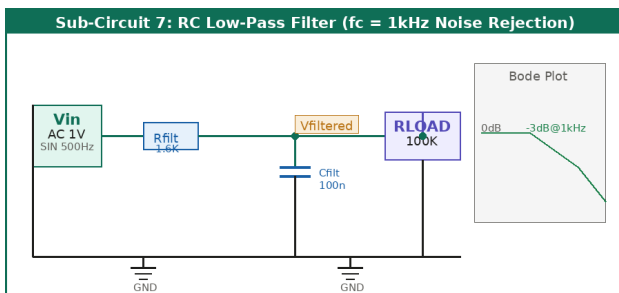 Sub-Circuit 7: RC Low-Pass Filter (fc = 1kHz Noise Rejection)
Vin
AC 1V
SIN 500Hz
Rfilt
1.6K
Vfiltered
Cfilt
100n
RLOAD
100K
Bode Plot
0dB
-3dB@1kHz
GND
GND